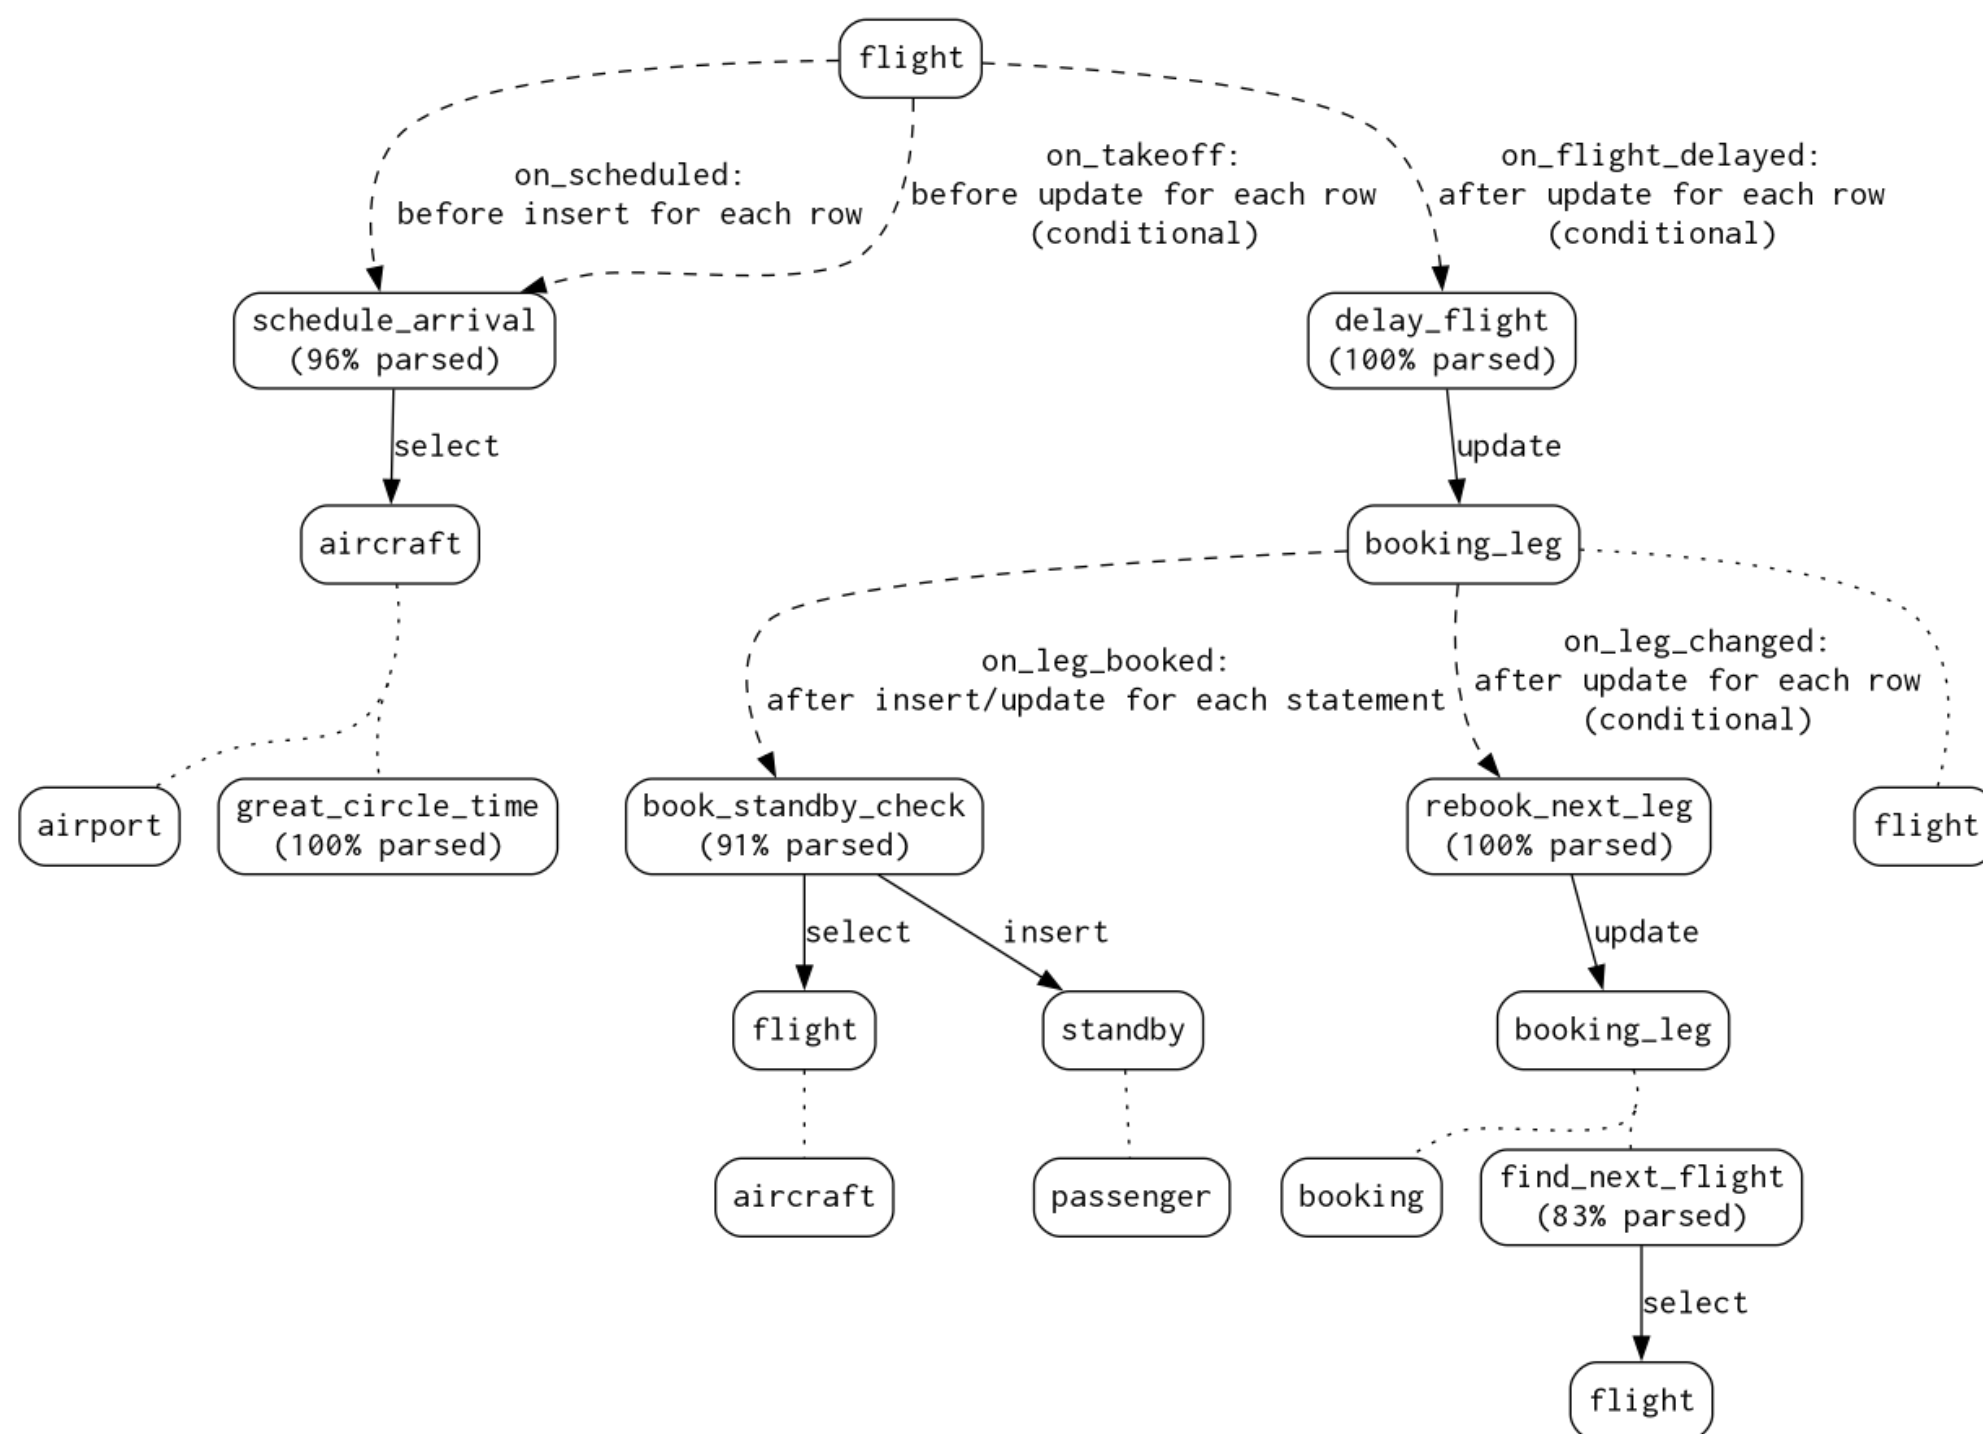 flight
on_scheduled:
before insert for each row
on_takeoff:
before update for each row
(conditional)
on_flight_delayed:
after update for each row
(conditional)
schedule_arrival
(96% parsed)
delay_flight
(100% parsed)
select
update
aircraft
booking_leg
on_leg_booked:
after insert/update for each statement
on_leg_changed:
after update for each row
(conditional)
airport
great_circle_time
(100% parsed)
book_standby_check
(91% parsed)
rebook_next_leg
(100% parsed)
flight
select
insert
update
flight
standby
booking_leg
aircraft
passenger
booking
find_next_flight
(83% parsed)
select
flight